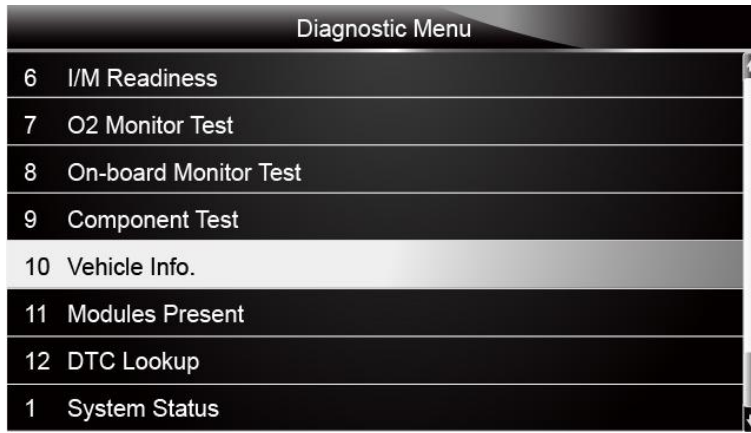 Diagnostic Menu
6 I/M Readiness
7 O2 Monitor Test
8 On-board Monitor Test
9 Component Test
10 Vehicle Info.
11 Modules Present
12 DTC Lookup
1 System Status